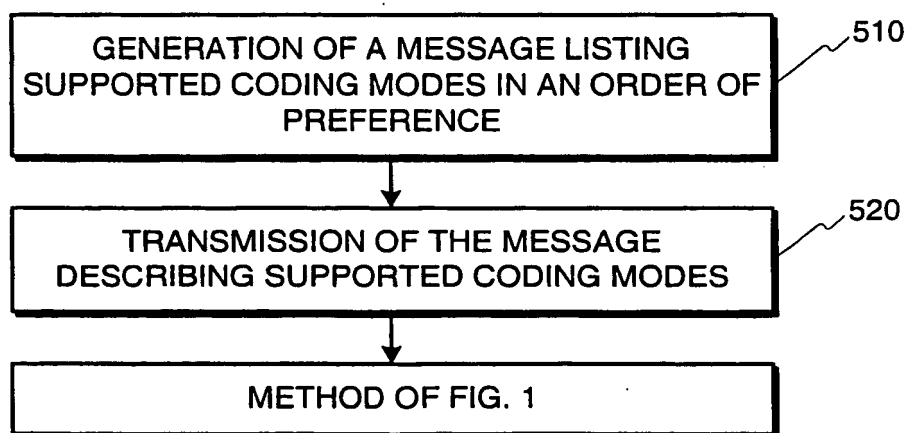 GENERATION OF A MESSAGE LISTING
SUPPORTED CODING MODES IN AN ORDER OF
PREFERENCE
510
TRANSMISSION OF THE MESSAGE
DESCRIBING SUPPORTED CODING MODES
520
METHOD OF FIG. 1